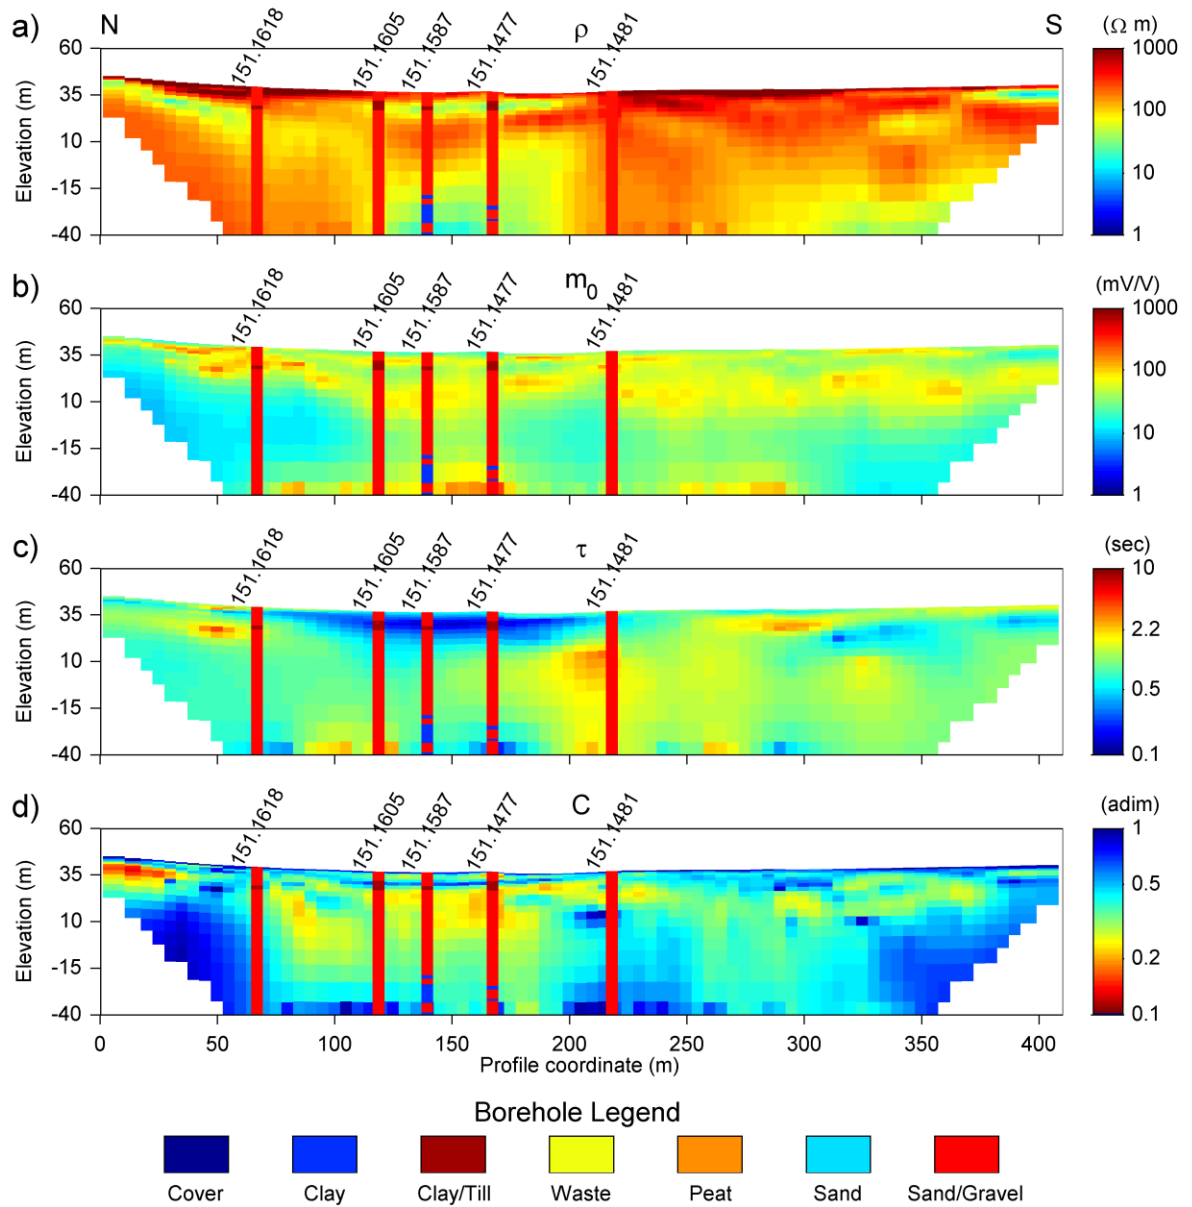 a) N ρ S (Ω m)
151.1618 151.1605 151.1587 151.1477 151.1481
60 1000
35 100
10 10
-15
-40 1
Elevation (m)
b) m0 (mV/V)
151.1618 151.1605 151.1587 151.1477 151.1481
60 1000
35 100
10 10
-15
-40 1
Elevation (m)
c) τ (sec)
151.1618 151.1605 151.1587 151.1477 151.1481
60 10
35 2.2
10
-15 0.5
-40 0.1
Elevation (m)
d) C (adim)
151.1618 151.1605 151.1587 151.1477 151.1481
60 1
35 0.5
10
-15 0.2
-40 0.1
Elevation (m)
0 50 100 150 200 250 300 350 400
Profile coordinate (m)
Borehole Legend
Cover Clay Clay/Till Waste Peat Sand Sand/Gravel